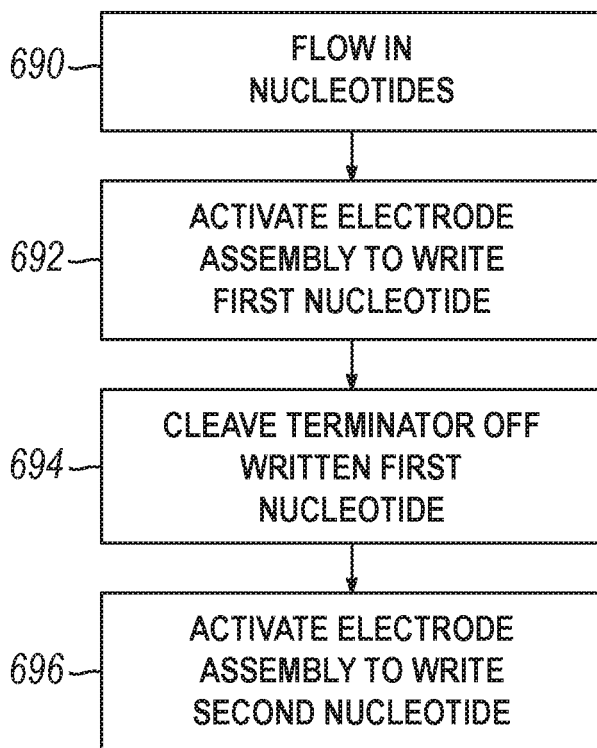 690
FLOW IN
NUCLEOTIDES
692
ACTIVATE ELECTRODE
ASSEMBLY TO WRITE
FIRST NUCLEOTIDE
694
CLEAVE TERMINATOR OFF
WRITTEN FIRST
NUCLEOTIDE
696
ACTIVATE ELECTRODE
ASSEMBLY TO WRITE
SECOND NUCLEOTIDE